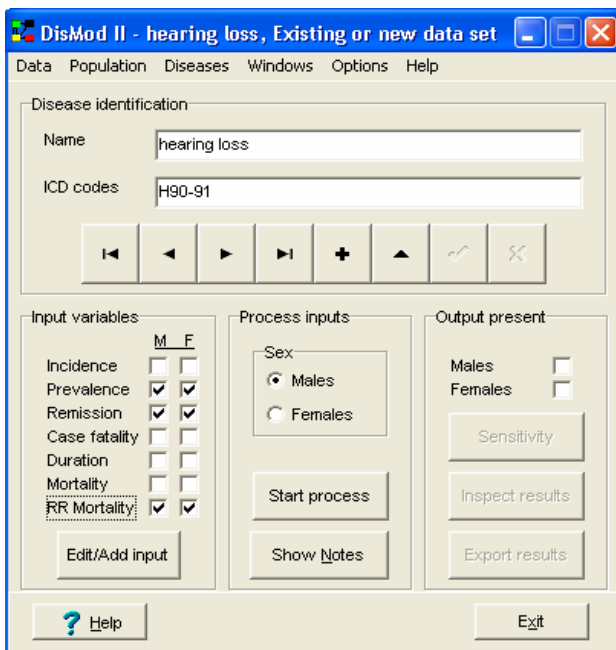 DisMod II - hearing loss, Existing or new data set
Data Population Diseases Windows Options Help
Disease identification
Name hearing loss
ICD codes H90-91
Input variables
M F
Incidence
Prevalence
Remission
Case fatality
Duration
Mortality
RR Mortality
Edit/Add input
Process inputs
Sex
Males
Females
Start process
Show Notes
Output present
Males
Females
Sensitivity
Inspect results
Export results
? Help
Exit